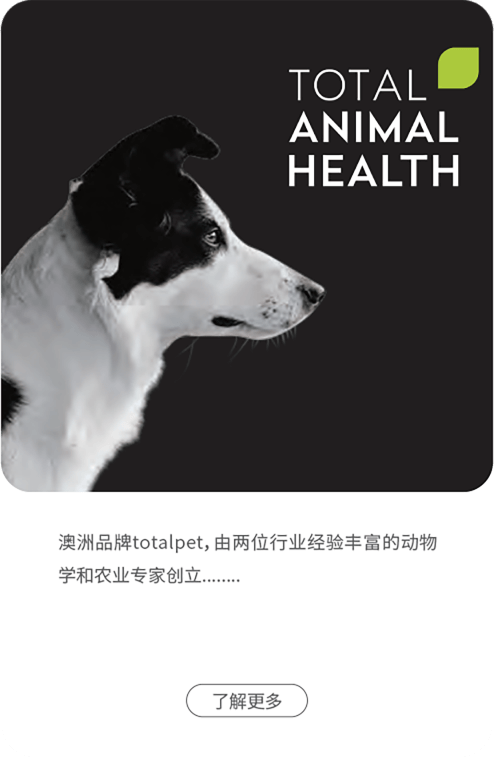 TOTAL
ANIMAL
HEALTH
澳洲品牌totalpet，由两位行业经验丰富的动物
学和农业专家创立........
了解更多